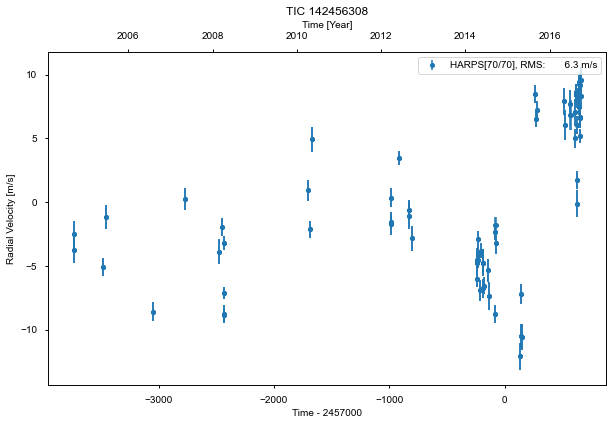 TIC 142456308
Time [Year]
2006 2008 2010 2012 2014 2016
HARPS[70/70], RMS: 6.3 m/s
10
5
0
−5
−10
Radial Velocity [m/s]
−3000 −2000 −1000 0
Time - 2457000